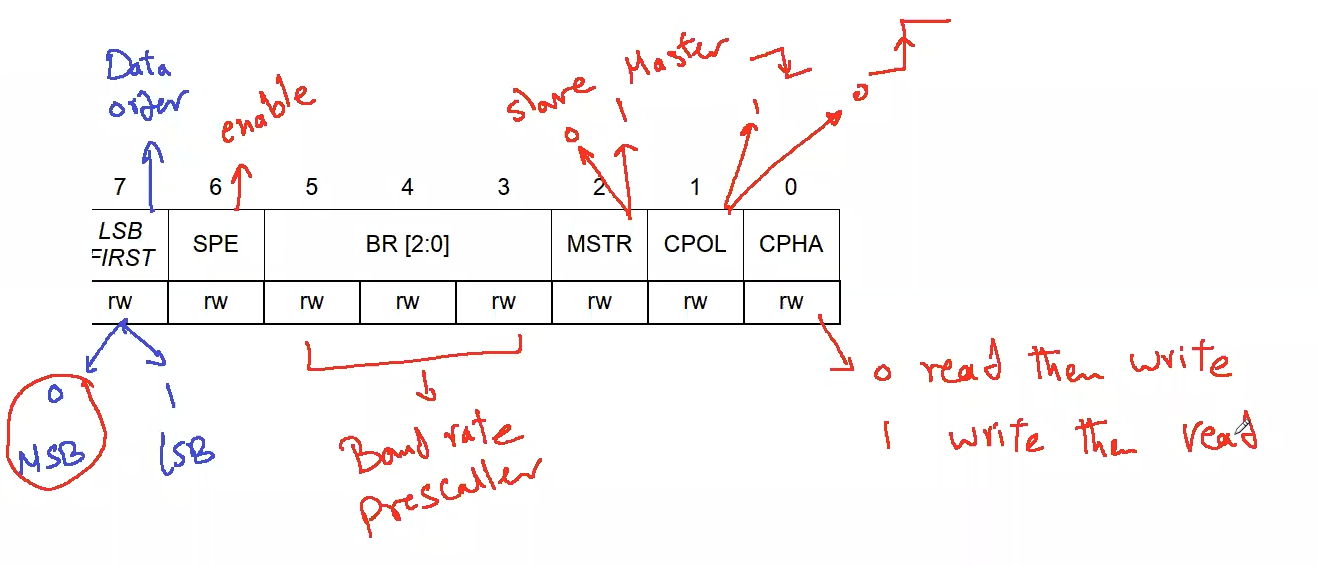 Data
order
enable
slave Master
0 1
1
0
7 6 5 4 3 2 1 0
LSB
FIRST SPE BR [2:0] MSTR CPOL CPHA
rw rw rw rw rw rw rw rw
0 1
MSB LSB
Baud rate
prescaller
0 read then write
1 write then read